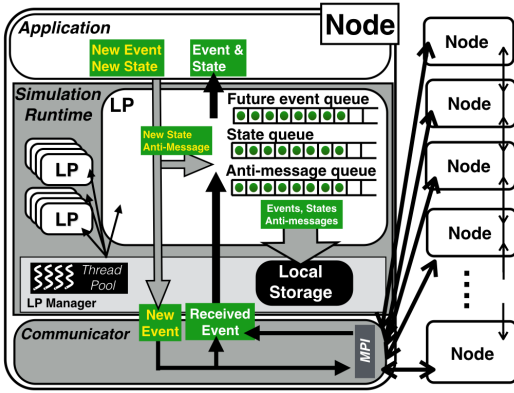 Application
Node
New Event
New State
Event &
State
Simulation
Runtime
LP
Future event queue
State queue
Anti-message queue
New State
Anti-Message
LP
LP
Events, States
Anti-messages
Local
Storage
Thread
Pool
LP Manager
New
Event
Received
Event
Communicator
MPI
Node
Node
Node
Node
Node